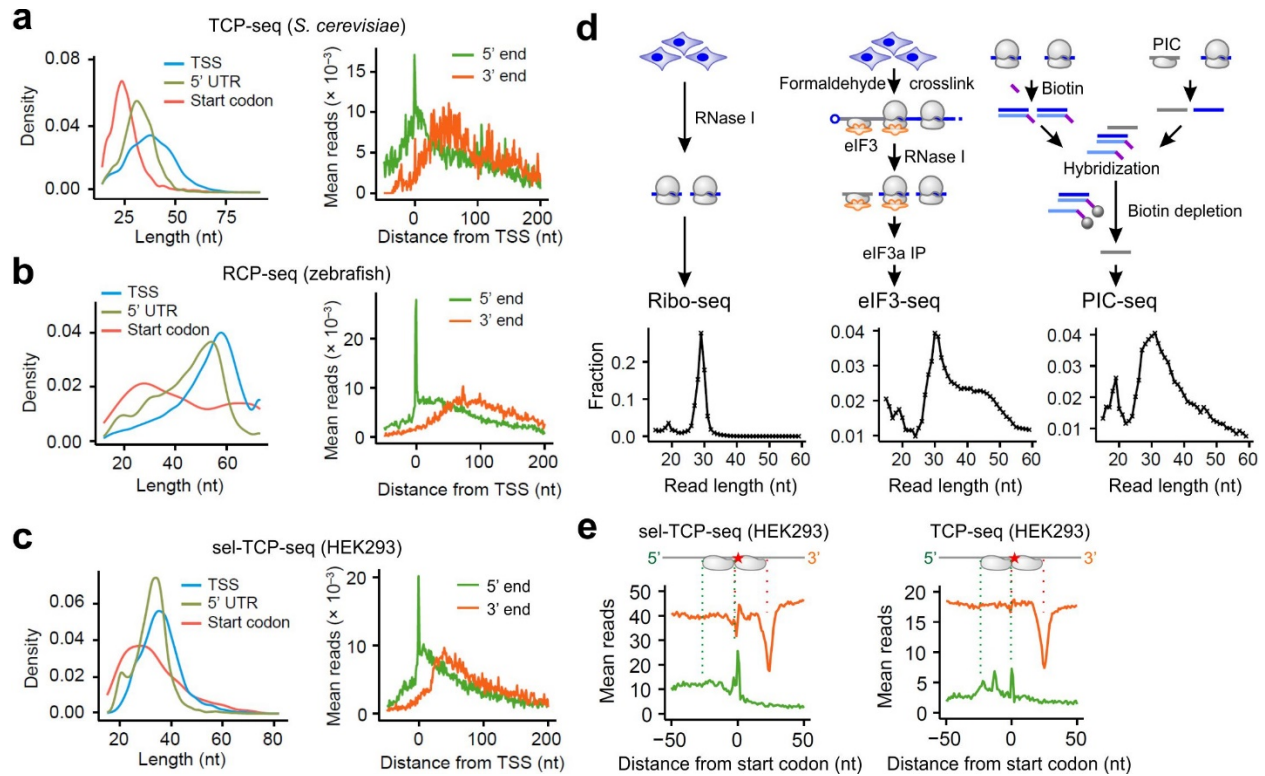 a
TCP-seq (S. cerevisiae)
0.08
0.04
0.00
Density
TSS
5' UTR
Start codon
25 50 75
Length (nt)
Mean reads (× 10⁻³)
15
10
5
0
5' end
3' end
0 100 200
Distance from TSS (nt)
b
RCP-seq (zebrafish)
TSS
5' UTR
Start codon
0.04
0.02
0.00
Density
20 40 60
Length (nt)
Mean reads (× 10⁻³)
30
20
10
0
5' end
3' end
0 100 200
Distance from TSS (nt)
c
sel-TCP-seq (HEK293)
TSS
5' UTR
Start codon
0.06
0.04
0.02
0.00
Density
20 40 60 80
Length (nt)
Mean reads (× 10⁻³)
20
10
0
5' end
3' end
0 100 200
Distance from TSS (nt)
d
RNase I
Ribo-seq
Fraction
0.2
0.1
0.0
10 20 30 40 50 60
Read length (nt)
Formaldehyde crosslink
eIF3
RNase I
eIF3a IP
eIF3-seq
0.04
0.03
0.02
0.01
10 20 30 40 50 60
Read length (nt)
PIC
Biotin
Hybridization
Biotin depletion
PIC-seq
0.04
0.03
0.02
0.01
10 20 30 40 50 60
Read length (nt)
e
sel-TCP-seq (HEK293)
5' 3'
Mean reads
50
40
30
20
10
0
−50 0 50
Distance from start codon (nt)
TCP-seq (HEK293)
5' 3'
Mean reads
20
15
10
5
0
−50 0 50
Distance from start codon (nt)